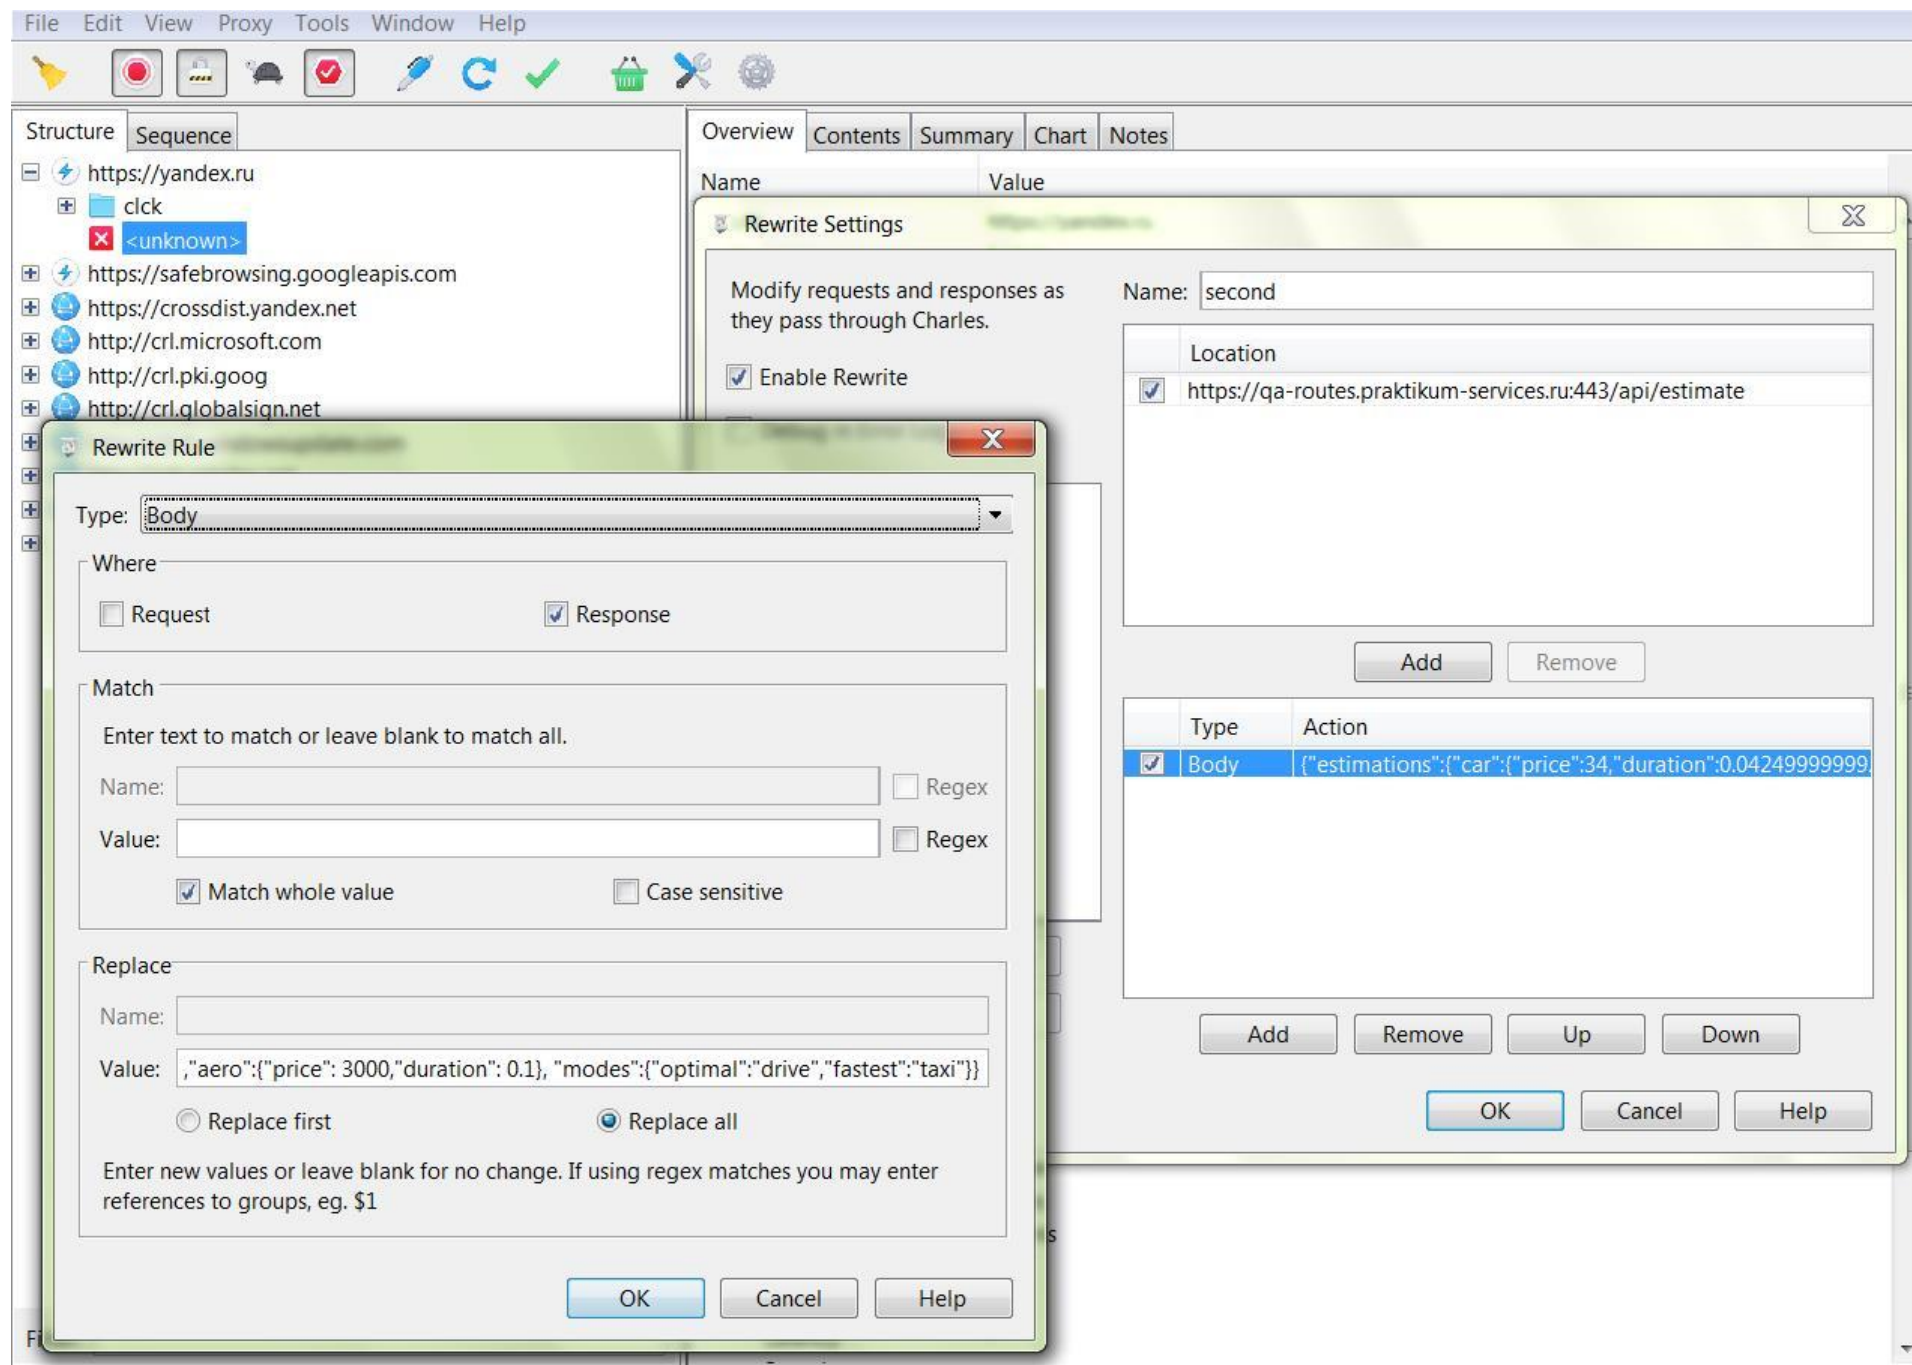 File Edit View Proxy Tools Window Help
Structure Sequence
https://yandex.ru
clck
<unknown>
https://safebrowsing.googleapis.com
https://crossdist.yandex.net
http://crl.microsoft.com
http://crl.pki.goog
http://crl.globalsign.net
Overview Contents Summary Chart Notes
Name Value
Rewrite Settings
Modify requests and responses as
they pass through Charles.
Enable Rewrite
Name: second
Location
https://qa-routes.praktikum-services.ru:443/api/estimate
Add Remove
Type Action
Body {"estimations":{"car":{"price":34,"duration":0.04249999999
Add Remove Up Down
OK Cancel Help
Rewrite Rule
Type: Body
Where
Request Response
Match
Enter text to match or leave blank to match all.
Name: Regex
Value: Regex
Match whole value Case sensitive
Replace
Name:
Value: ,"aero":{"price": 3000,"duration": 0.1}, "modes":{"optimal":"drive","fastest":"taxi"}}
Replace first Replace all
Enter new values or leave blank for no change. If using regex matches you may enter
references to groups, eg. $1
OK Cancel Help